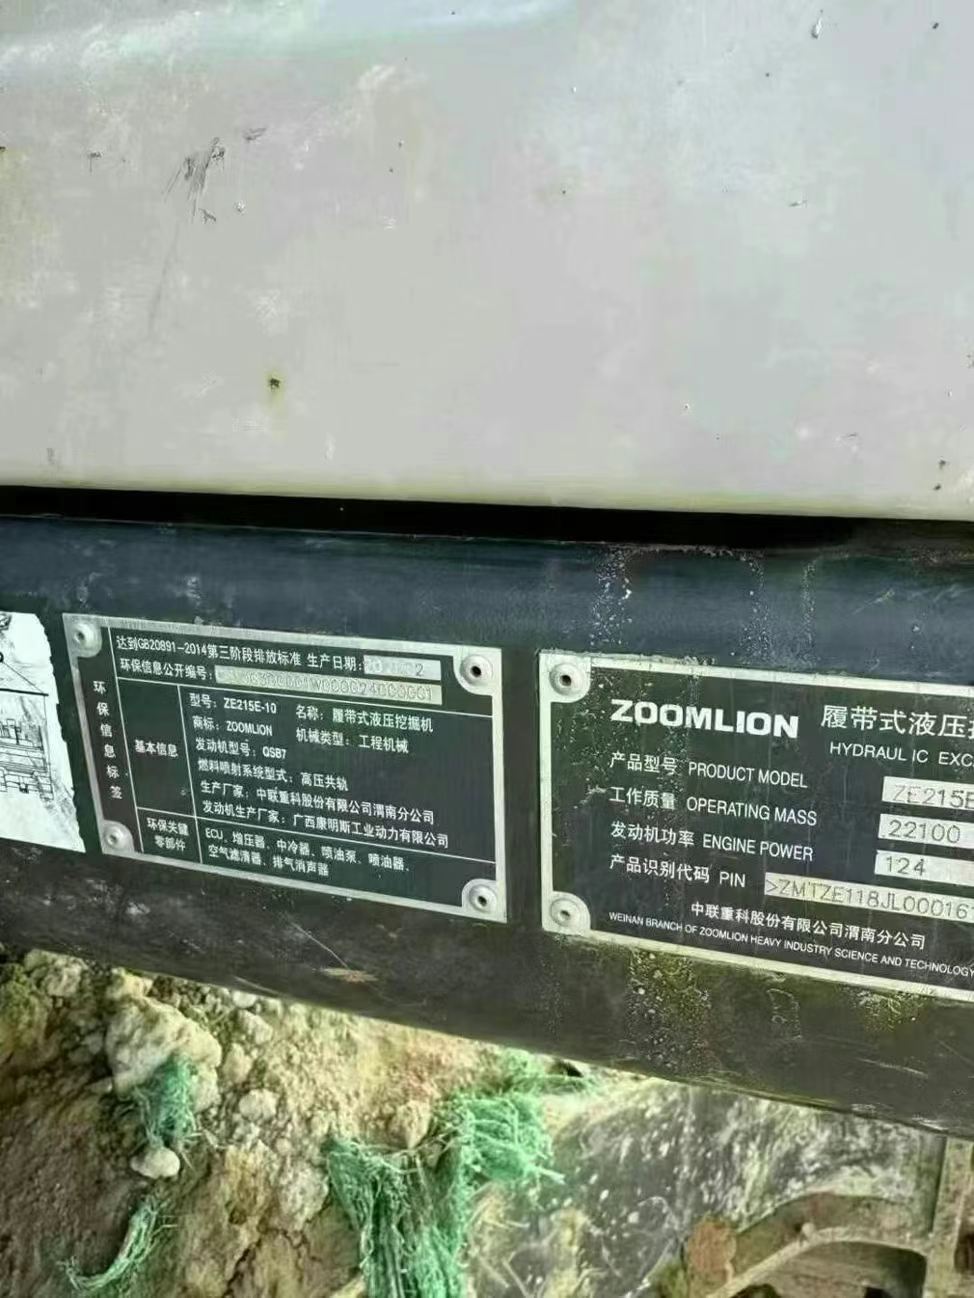 达到GB20891-2014第三阶段排放标准 生产日期:
环保信息公开编号:
环保信息标签
基本信息
型号: ZE215E-10 名称: 履带式液压挖掘机
商标: ZOOMLION 机械类型: 工程机械
发动机型号: QSB7
燃料喷射系统型式: 高压共轨
生产厂家: 中联重科股份有限公司渭南分公司
发动机生产厂家: 广西康明斯工业动力有限公司
环保关键
零部件
ECU、增压器、中冷器、喷油泵、喷油器、
空气滤清器、排气消声器
ZOOMLION 履带式液压
HYDRAULIC EXC
产品型号 PRODUCT MODEL ZE215E
工作质量 OPERATING MASS 22100
发动机功率 ENGINE POWER 124
产品识别代码 PIN
中联重科股份有限公司渭南分公司
WEINAN BRANCH OF ZOOMLION HEAVY INDUSTRY SCIENCE AND TECHNOLOGY